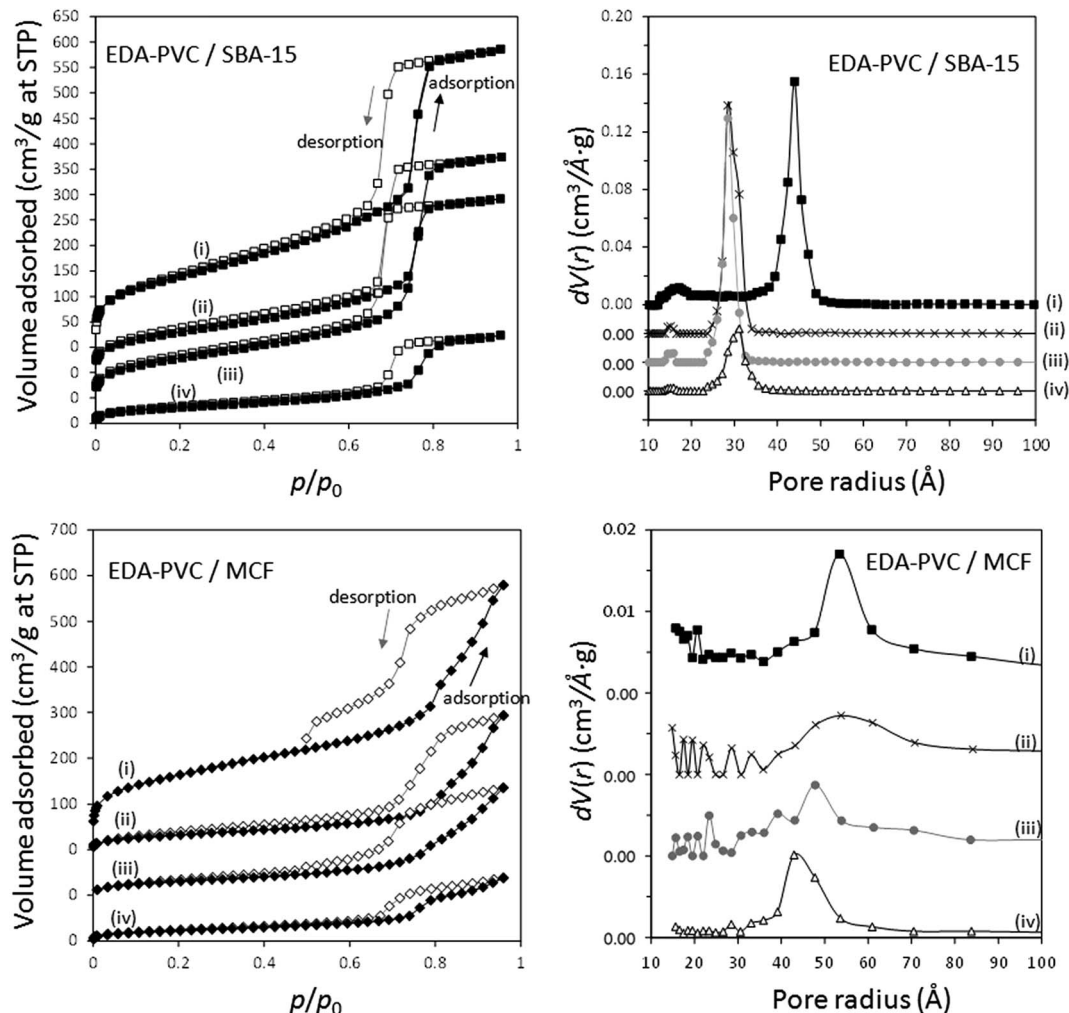 EDA-PVC / SBA-15
Volumeadsorbed (cm³/g at STP)
650
600
550
500
450
400
350
300
250
200
150
100
50
0
0
0
0
adsorption
desorption
(i)
(ii)
(iii)
(iv)
0 0.2 0.4 0.6 0.8 1
p/p₀
EDA-PVC / SBA-15
dV(r) (cm³/Å·g)
0.20
0.16
0.12
0.08
0.04
0.00
0.00
0.00
0.00
(i)
(ii)
(iii)
(iv)
10 20 30 40 50 60 70 80 90 100
Pore radius (Å)
EDA-PVC / MCF
Volumeadsorbed (cm³/g at STP)
700
600
500
400
300
200
100
0
0
0
desorption
adsorption
(i)
(ii)
(iii)
(iv)
0 0.2 0.4 0.6 0.8 1
p/p₀
EDA-PVC / MCF
dV(r) (cm³/Å·g)
0.02
0.01
0.00
0.00
0.00
0.00
(i)
(ii)
(iii)
(iv)
10 20 30 40 50 60 70 80 90 100
Pore radius (Å)